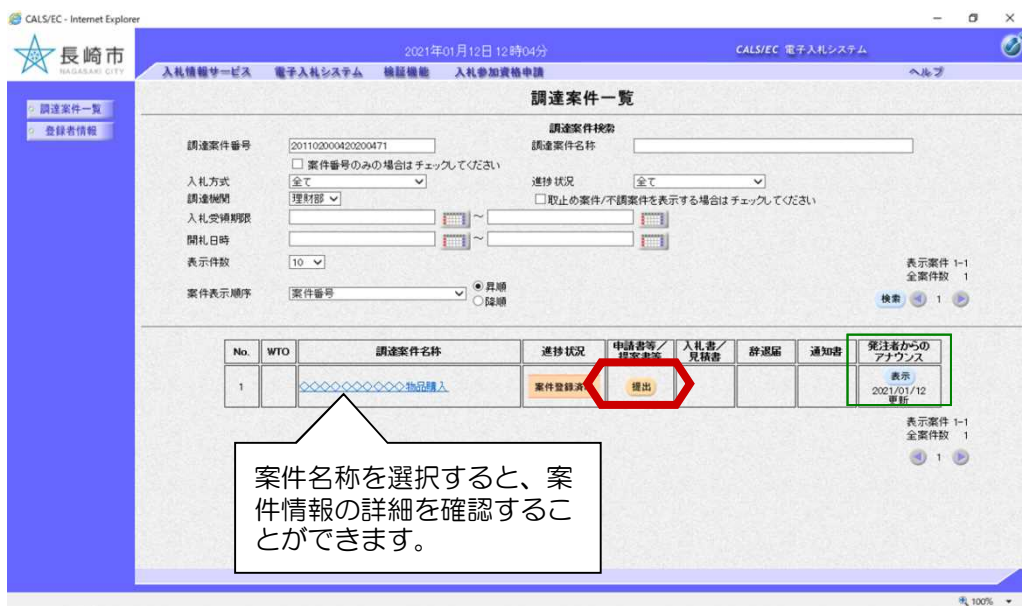 CALS/EC - Internet Explorer
長崎市
NAGASAKI CITY
2021年01月12日 12時04分
CALS/EC 電子入札システム
入札情報サービス 電子入札システム 検証機能 入札参加資格申請 ヘルプ
調達案件一覧
登録者情報
調達案件一覧
調達案件検索
調達案件番号 201102000420200471 調達案件名称
案件番号のみの場合はチェックしてください
入札方式 全て 進捗状況 全て
調達機関 理財部 取止め案件/不調案件を表示する場合はチェックしてください
入札受領期限 ~
開札日時 ~
表示件数 10
表示案件 1-1
全案件数 1
案件表示順序 案件番号 昇順
降順
検索 1
No. WTO 調達案件名称 進捗状況 申請書等/提案書等 入札書/見積書 辞退届 通知書 発注者からのアナウンス
1 ◇◇◇◇◇◇◇◇◇◇物品購入 案件登録済 提出 表示
2021/01/12
更新
表示案件 1-1
全案件数 1
1
案件名称を選択すると、案
件情報の詳細を確認するこ
とができます。
100%